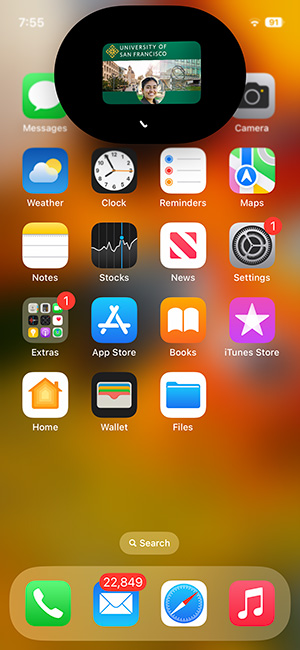 7:55
91
UNIVERSITY OF
SAN FRANCISCO
Messages
Camera
Weather
Clock
Reminders
Maps
Notes
Stocks
News
1
Settings
1
Extras
App Store
Books
iTunes Store
Home
Wallet
Files
Search
22,849